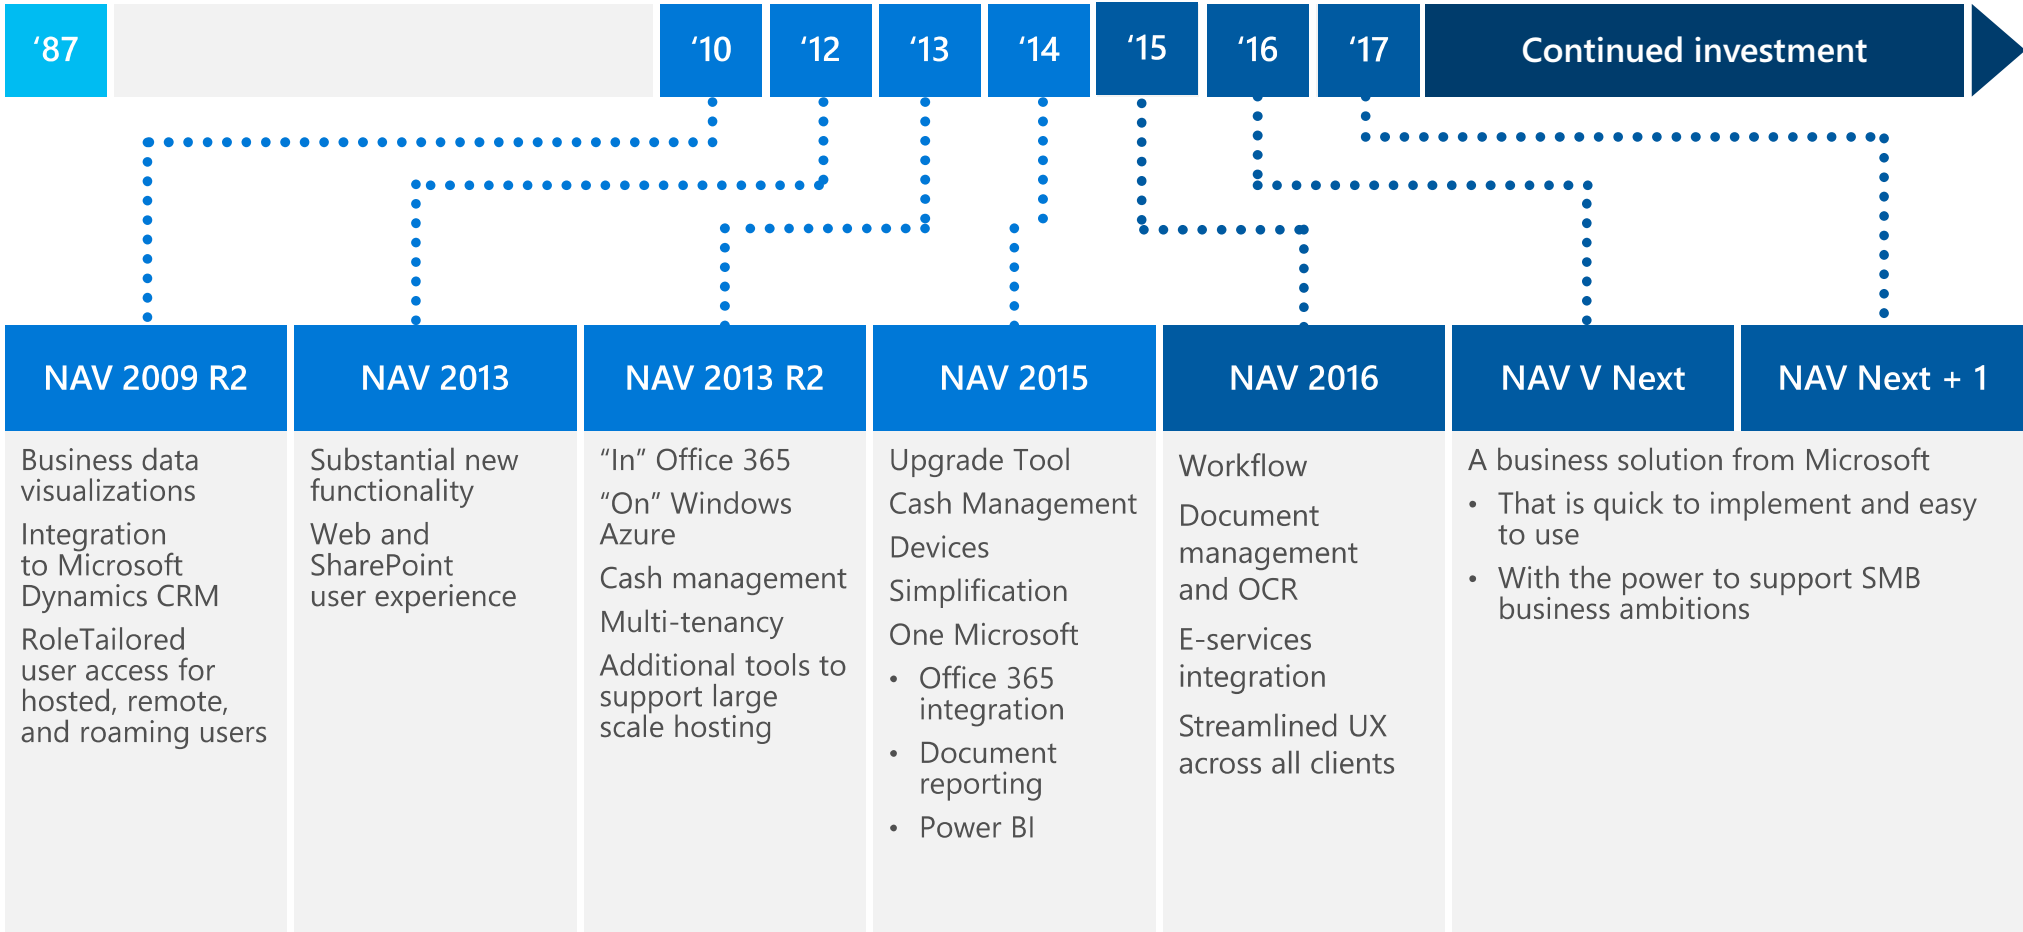 ‘87
‘10
‘12
‘13
‘14
‘15
‘16
‘17
Continued investment
NAV 2009 R2
Business data
visualizations
Integration
to Microsoft
Dynamics CRM
RoleTailored
user access for
hosted, remote,
and roaming users
NAV 2013
Substantial new
functionality
Web and
SharePoint
user experience
NAV 2013 R2
“In” Office 365
“On” Windows
Azure
Cash management
Multi-tenancy
Additional tools to
support large
scale hosting
NAV 2015
Upgrade Tool
Cash Management
Devices
Simplification
One Microsoft
• Office 365
integration
• Document
reporting
• Power BI
NAV 2016
Workflow
Document
management
and OCR
E-services
integration
Streamlined UX
across all clients
NAV V Next
NAV Next + 1
A business solution from Microsoft
• That is quick to implement and easy
to use
• With the power to support SMB
business ambitions